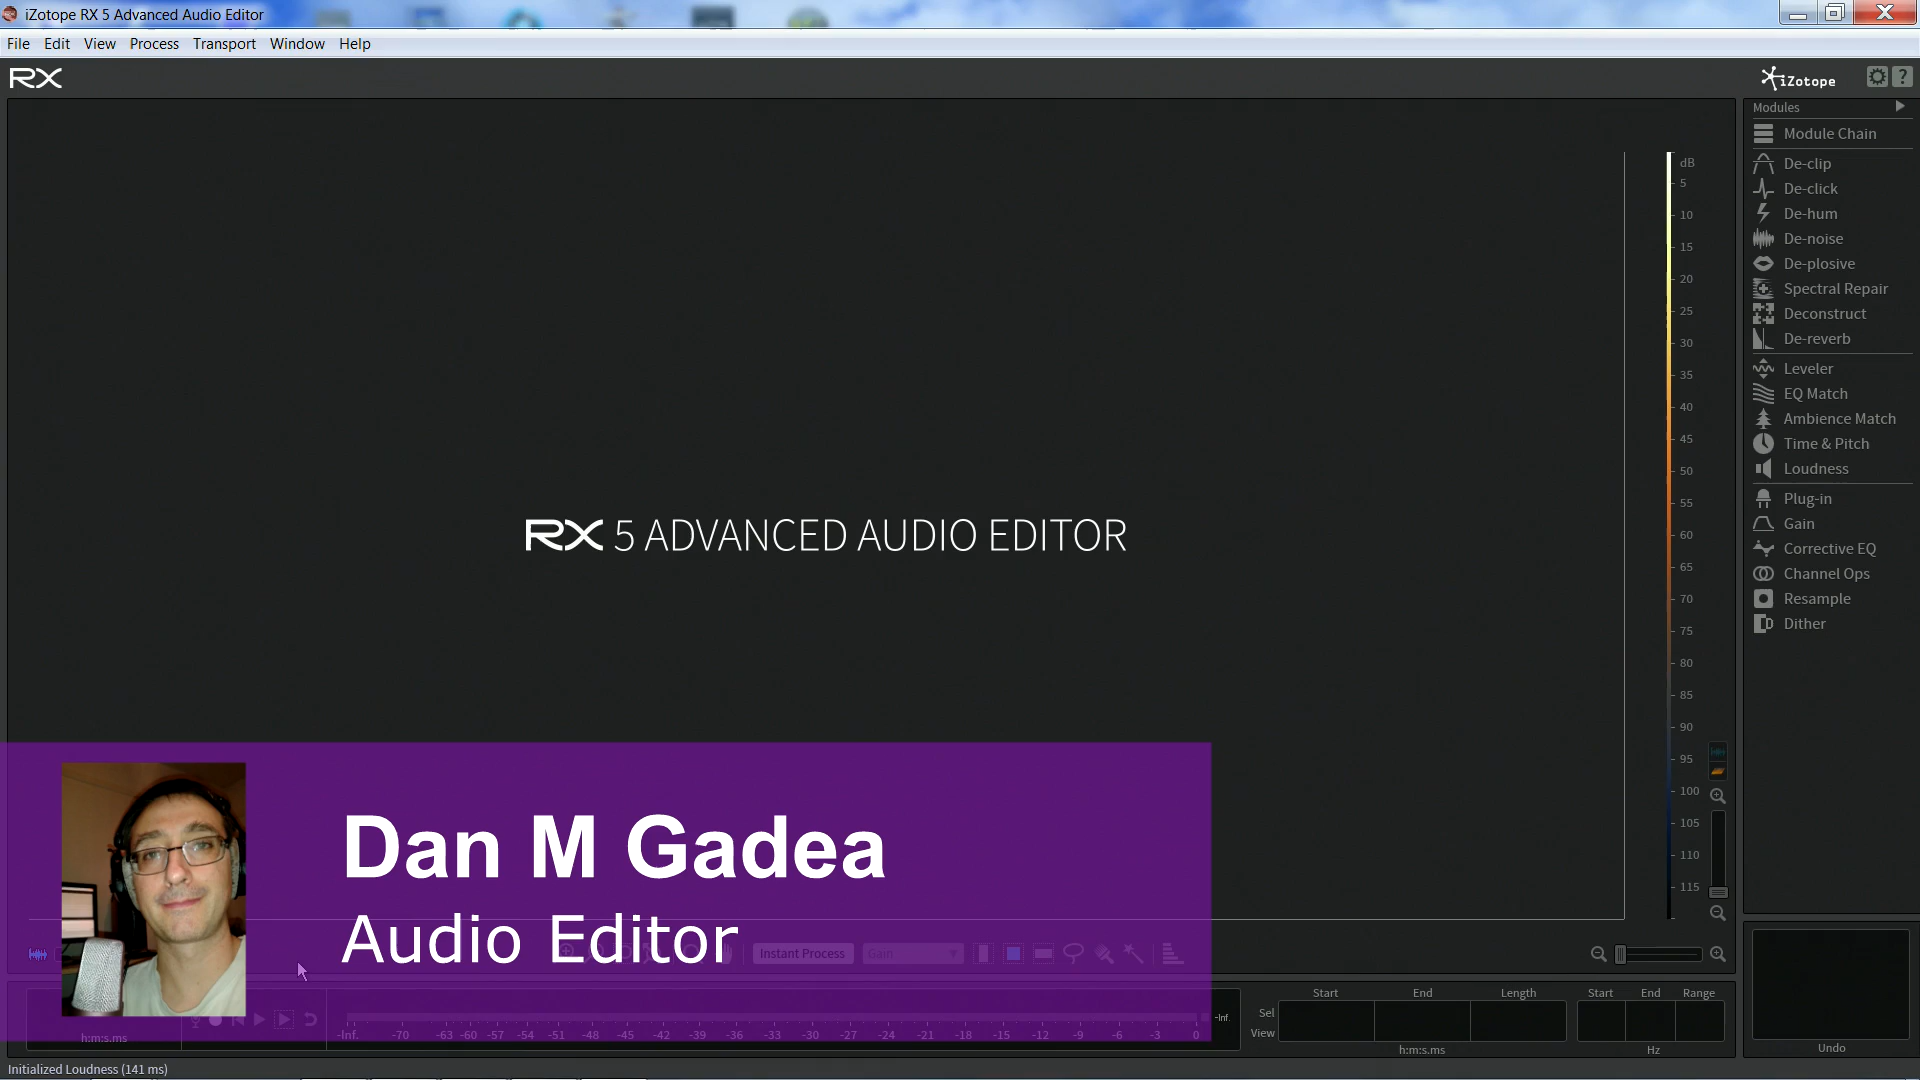 iZotope RX 5 Advanced Audio Editor
File Edit View Process Transport Window Help
RX
iZotope
?
Modules
Module Chain
De-clip
De-click
De-hum
De-noise
De-plosive
Spectral Repair
Deconstruct
De-reverb
Leveler
EQ Match
Ambience Match
Time & Pitch
Loudness
Plug-in
Gain
Corrective EQ
Channel Ops
Resample
Dither
dB
5
10
15
20
25
30
35
40
45
50
55
60
65
70
75
80
85
90
95
100
105
110
115
RX 5 ADVANCED AUDIO EDITOR
Dan M Gadea
Audio Editor
Instant Process Gain
h:m:s.ms
-Inf. -70 -63 -60 -57 -54 -51 -48 -45 -42 -39 -36 -33 -30 -27 -24 -21 -18 -15 -12 -9 -6 -3 0
-Inf.
Start End Length Start End Range
Sel
View
h:m:s.ms Hz
Undo
Initialized Loudness (141 ms)